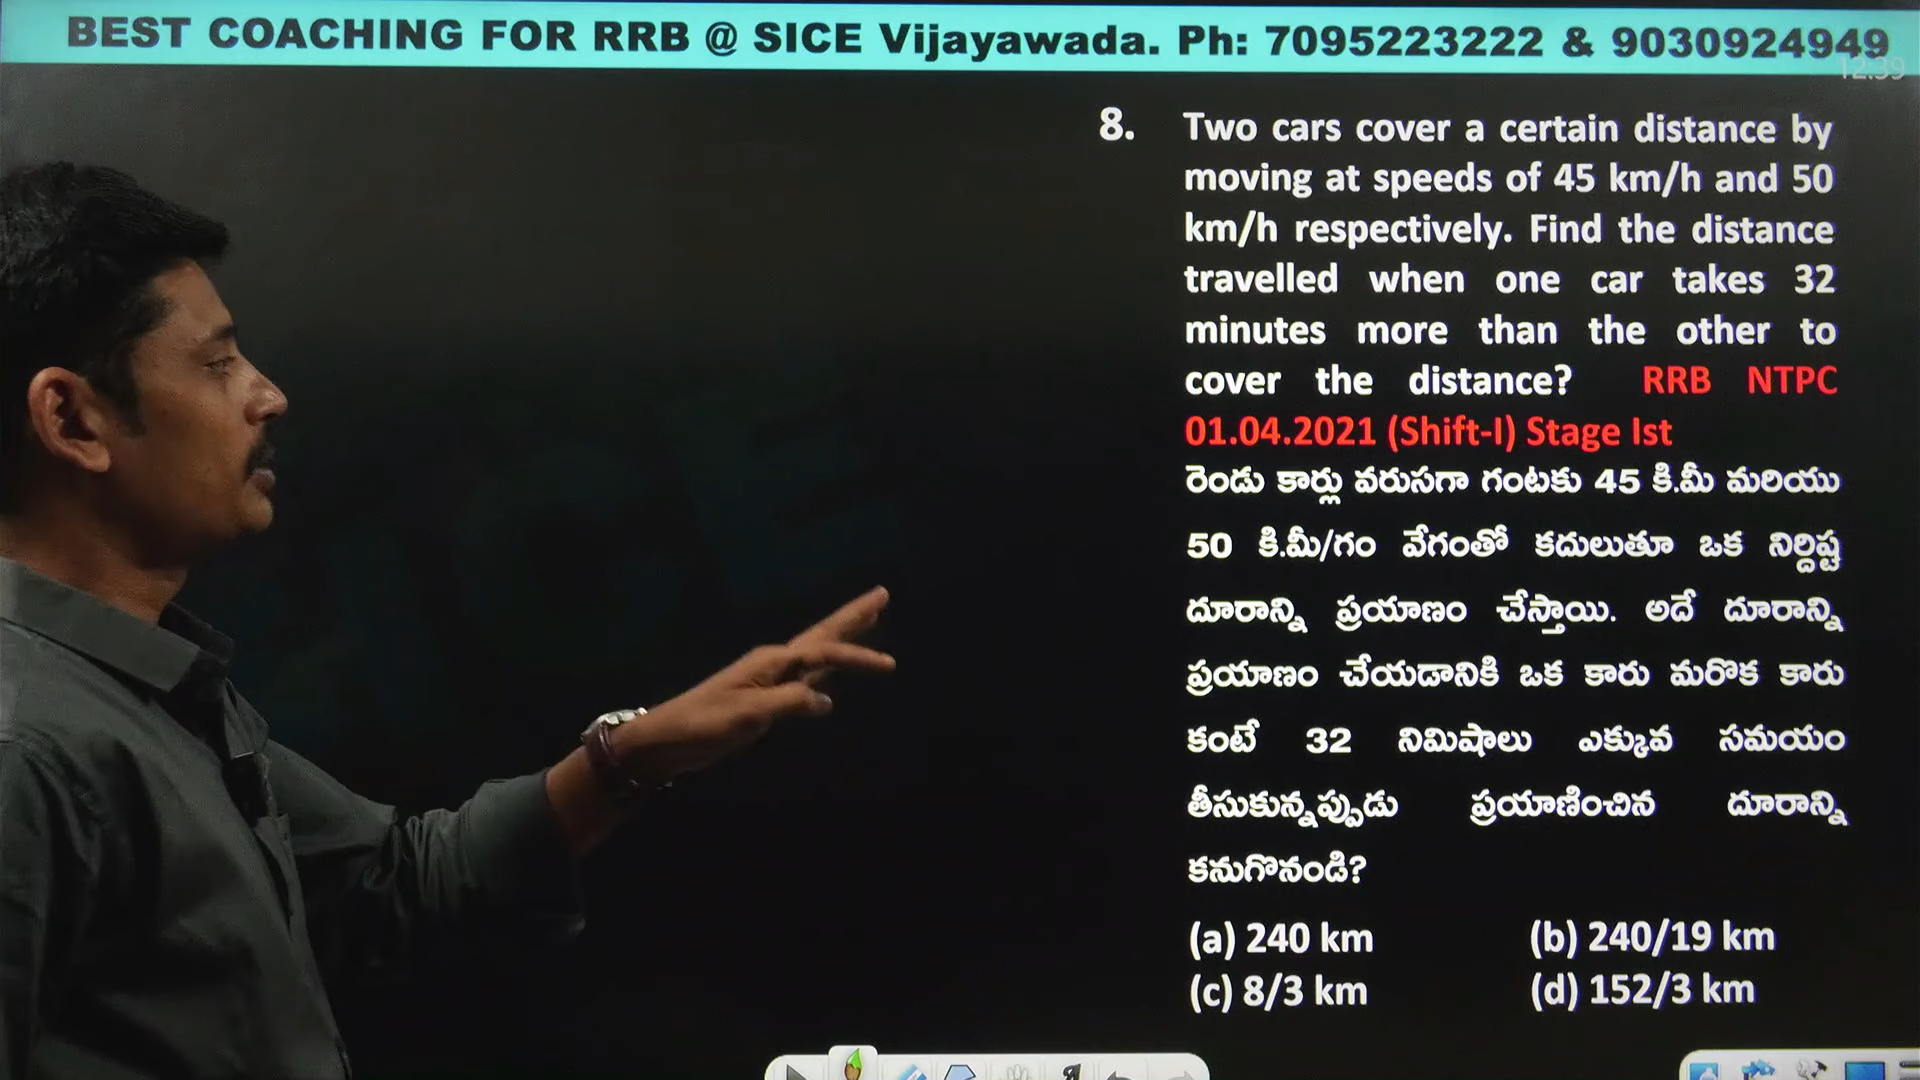 BEST COACHING FOR RRB @ SICE Vijayawada. Ph: 7095223222 & 9030924949
12:39
8. Two cars cover a certain distance by
moving at speeds of 45 km/h and 50
km/h respectively. Find the distance
travelled when one car takes 32
minutes more than the other to
cover the distance? RRB NTPC
01.04.2021 (Shift-I) Stage Ist
రెండు కార్లు వరుసగా గంటకు 45 కి.మీ మరియు
50 కి.మీ/గం వేగంతో కదులుతూ ఒక నిర్దిష్ట
దూరాన్ని ప్రయాణం చేస్తాయి. అదే దూరాన్ని
ప్రయాణం చేయడానికి ఒక కారు మరొక కారు
కంటే 32 నిమిషాలు ఎక్కువ సమయం
తీసుకున్నప్పుడు ప్రయాణించిన దూరాన్ని
కనుగొనండి?
(a) 240 km (b) 240/19 km
(c) 8/3 km (d) 152/3 km